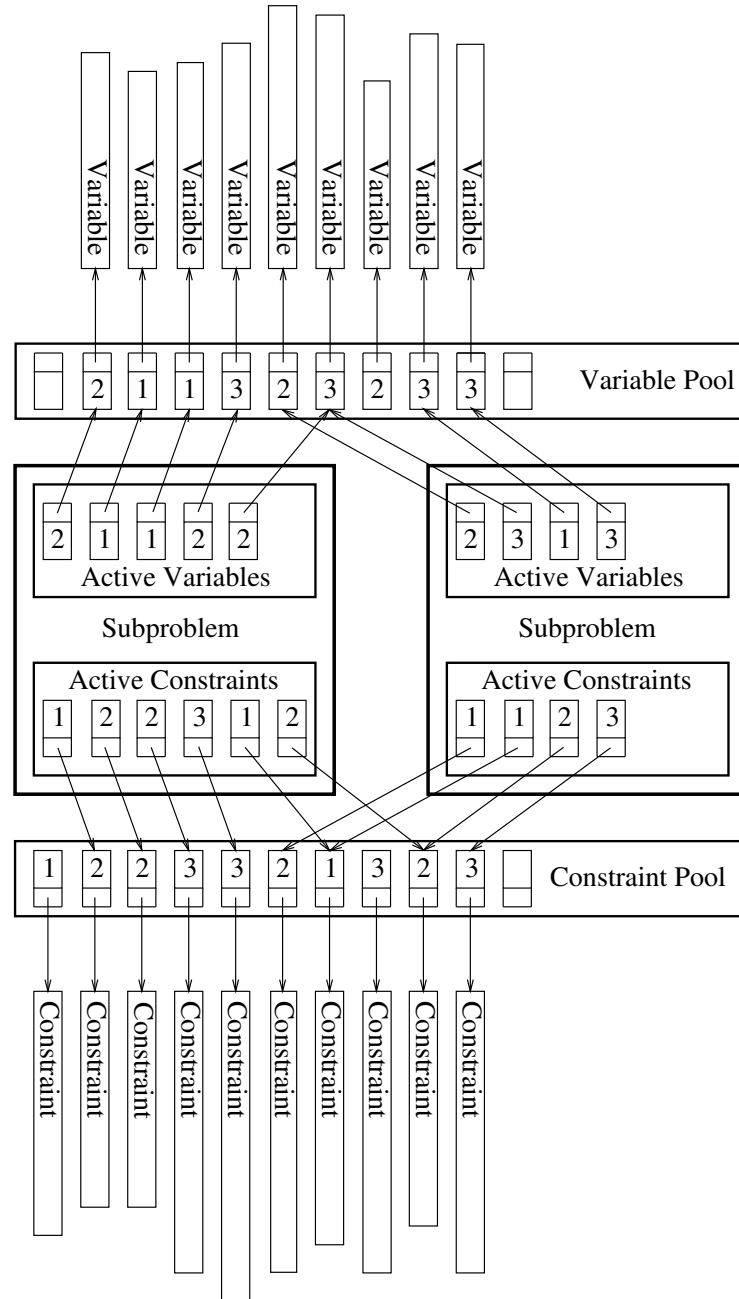 Variable Variable Variable Variable Variable Variable Variable Variable Variable
2 1 1 3 2 3 2 3 3 Variable Pool
2 1 1 2 2
Active Variables
Subproblem
Active Constraints
1 2 2 3 1 2
2 3 1 3
Active Variables
Subproblem
Active Constraints
1 1 2 3
1 2 2 3 3 2 1 3 2 3 Constraint Pool
Constraint Constraint Constraint Constraint Constraint Constraint Constraint Constraint Constraint Constraint